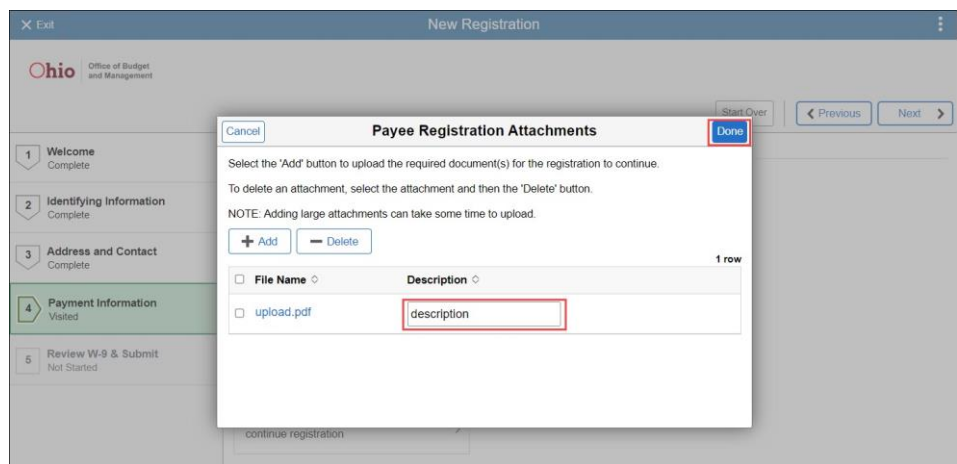 Exit
New Registration
Ohio
Office of Budget
and Management
Start Over
Previous
Next
1
Welcome
Complete
2
Identifying Information
Complete
3
Address and Contact
Complete
4
Payment Information
Visited
5
Review W-9 & Submit
Not Started
Cancel
Payee Registration Attachments
Done
Select the 'Add' button to upload the required document(s) for the registration to continue.
To delete an attachment, select the attachment and then the 'Delete' button.
NOTE: Adding large attachments can take some time to upload.
Add
Delete
1 row
File Name
Description
upload.pdf
description
continue registration